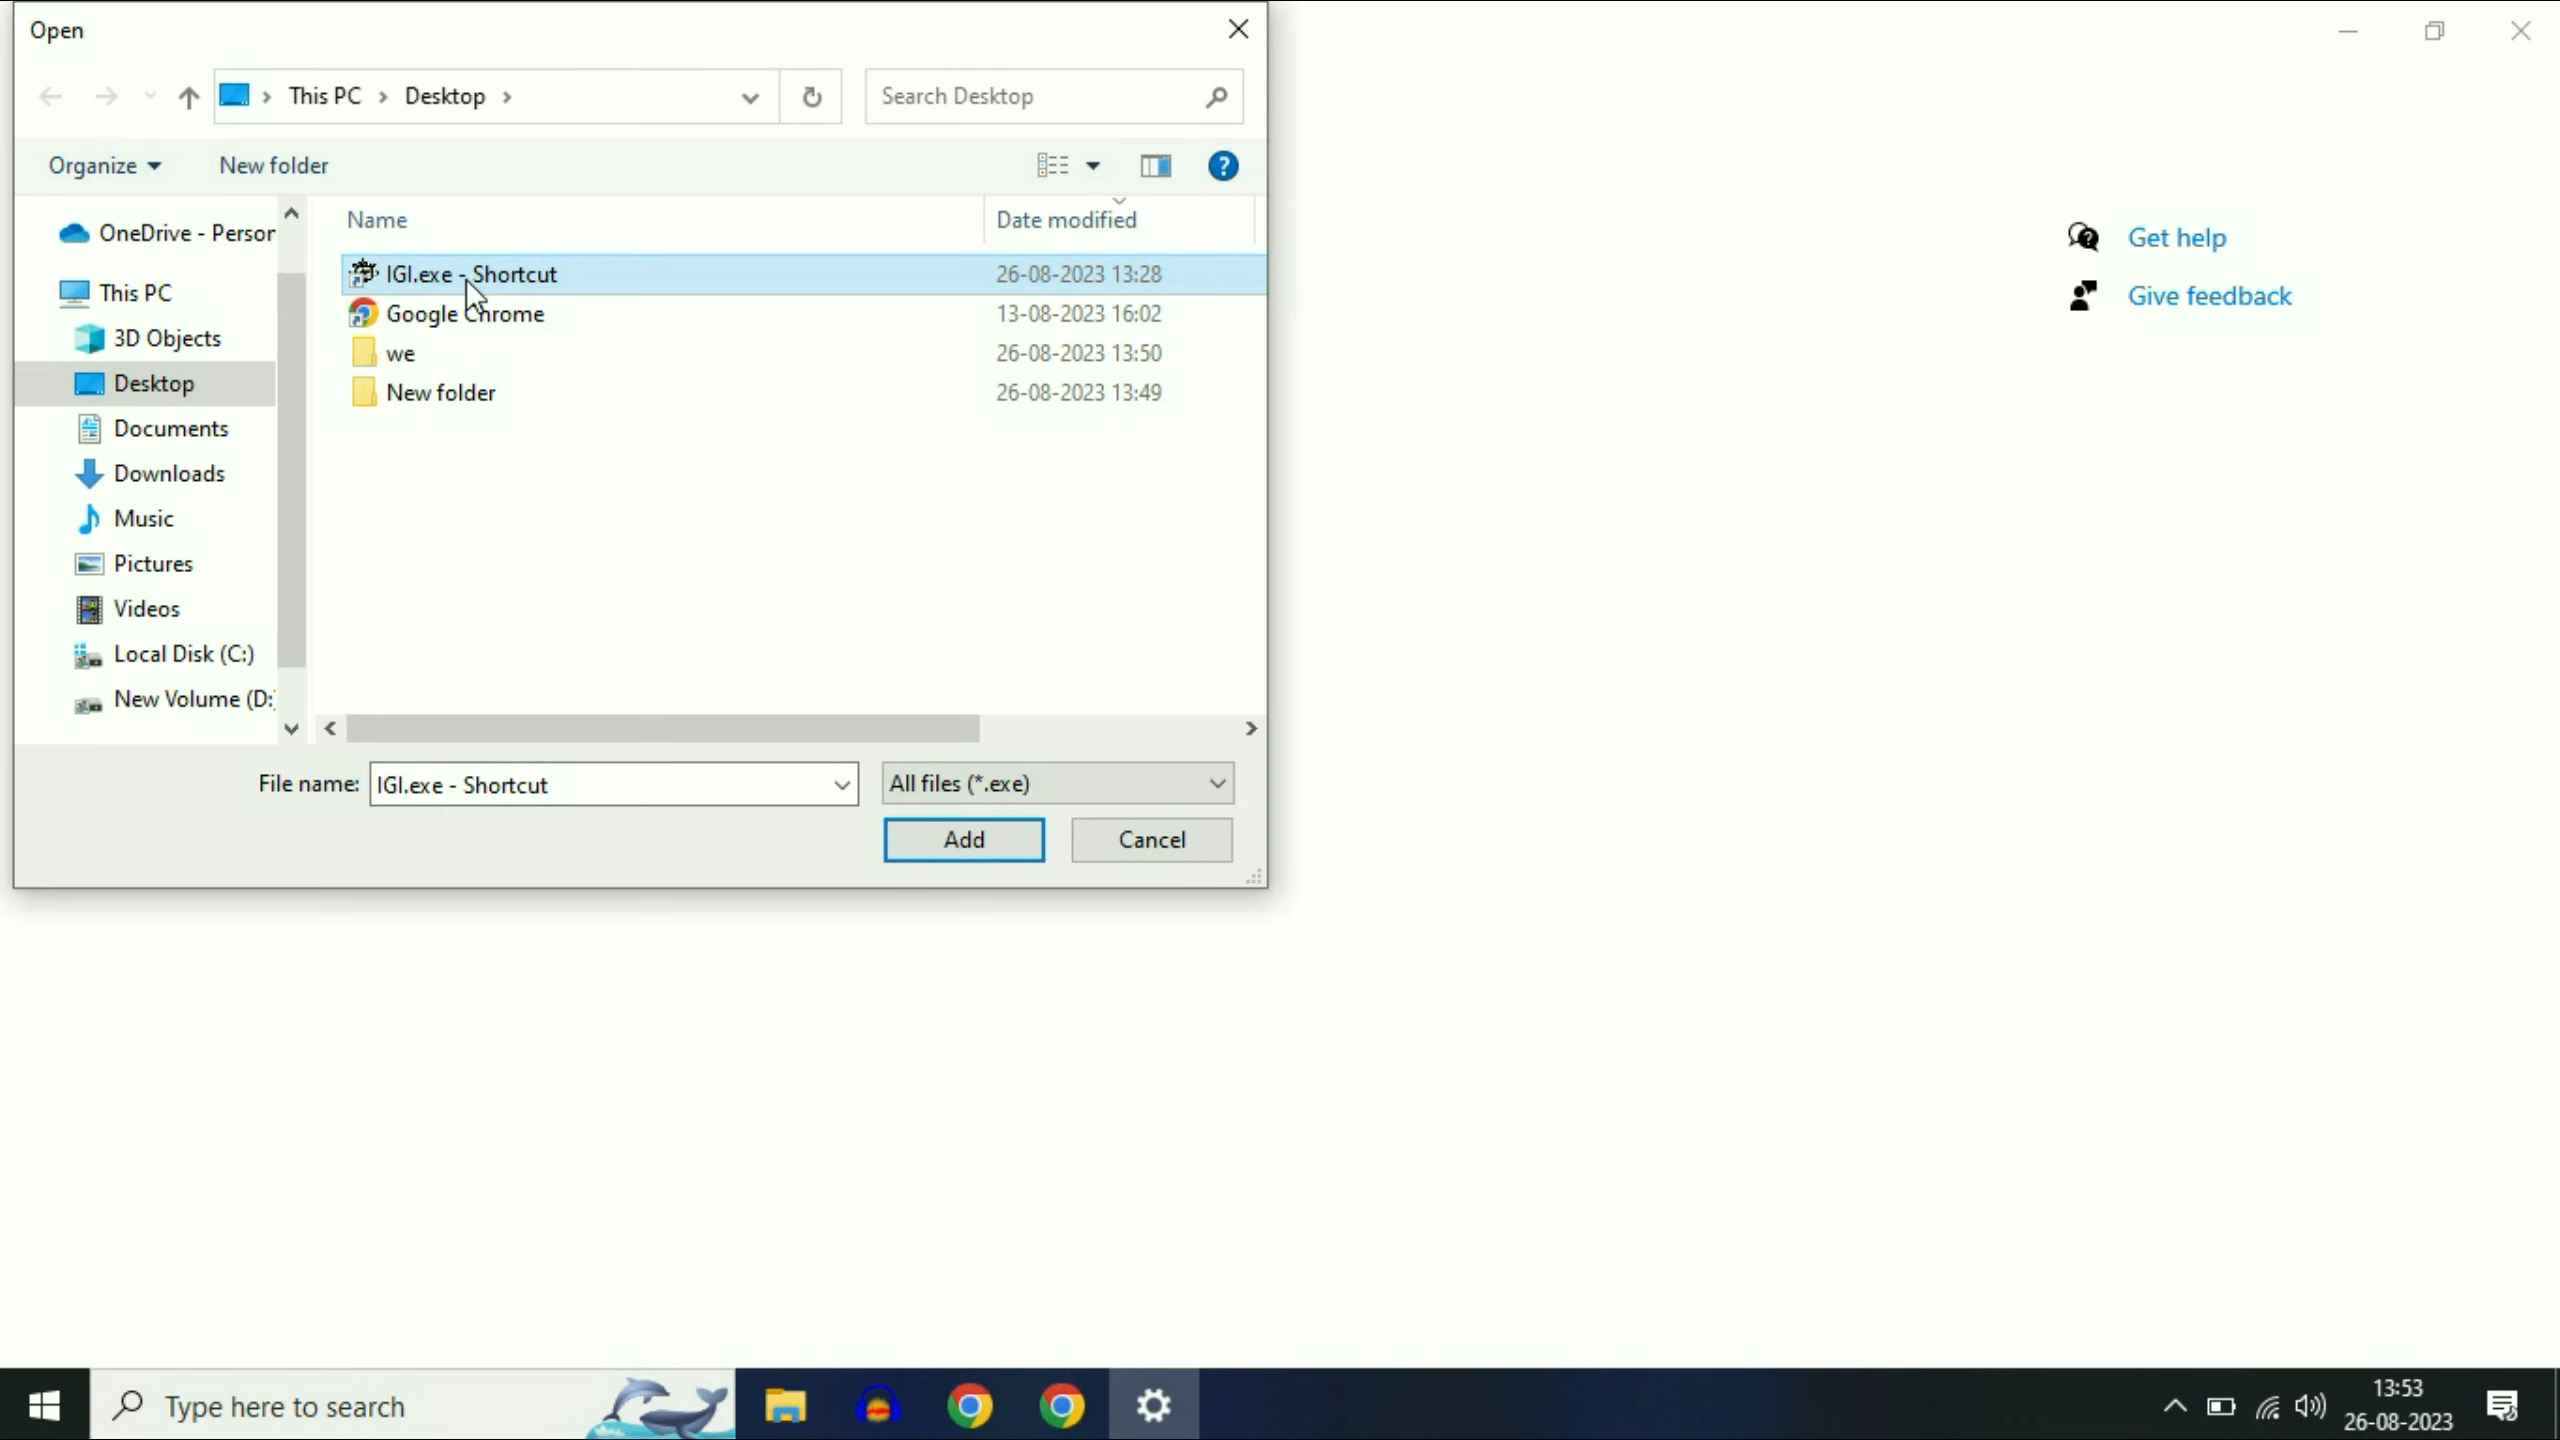 Open
This PC
Desktop
Search Desktop
Organize
New folder
?
OneDrive - Person
This PC
3D Objects
Desktop
Documents
Downloads
Music
Pictures
Videos
Local Disk (C:)
New Volume (D:
Name Date modified
IGI.exe - Shortcut 26-08-2023 13:28
Google Chrome 13-08-2023 16:02
we 26-08-2023 13:50
New folder 26-08-2023 13:49
File name: IGI.exe - Shortcut All files (*.exe)
Add Cancel
Get help
Give feedback
Type here to search
13:53
26-08-2023